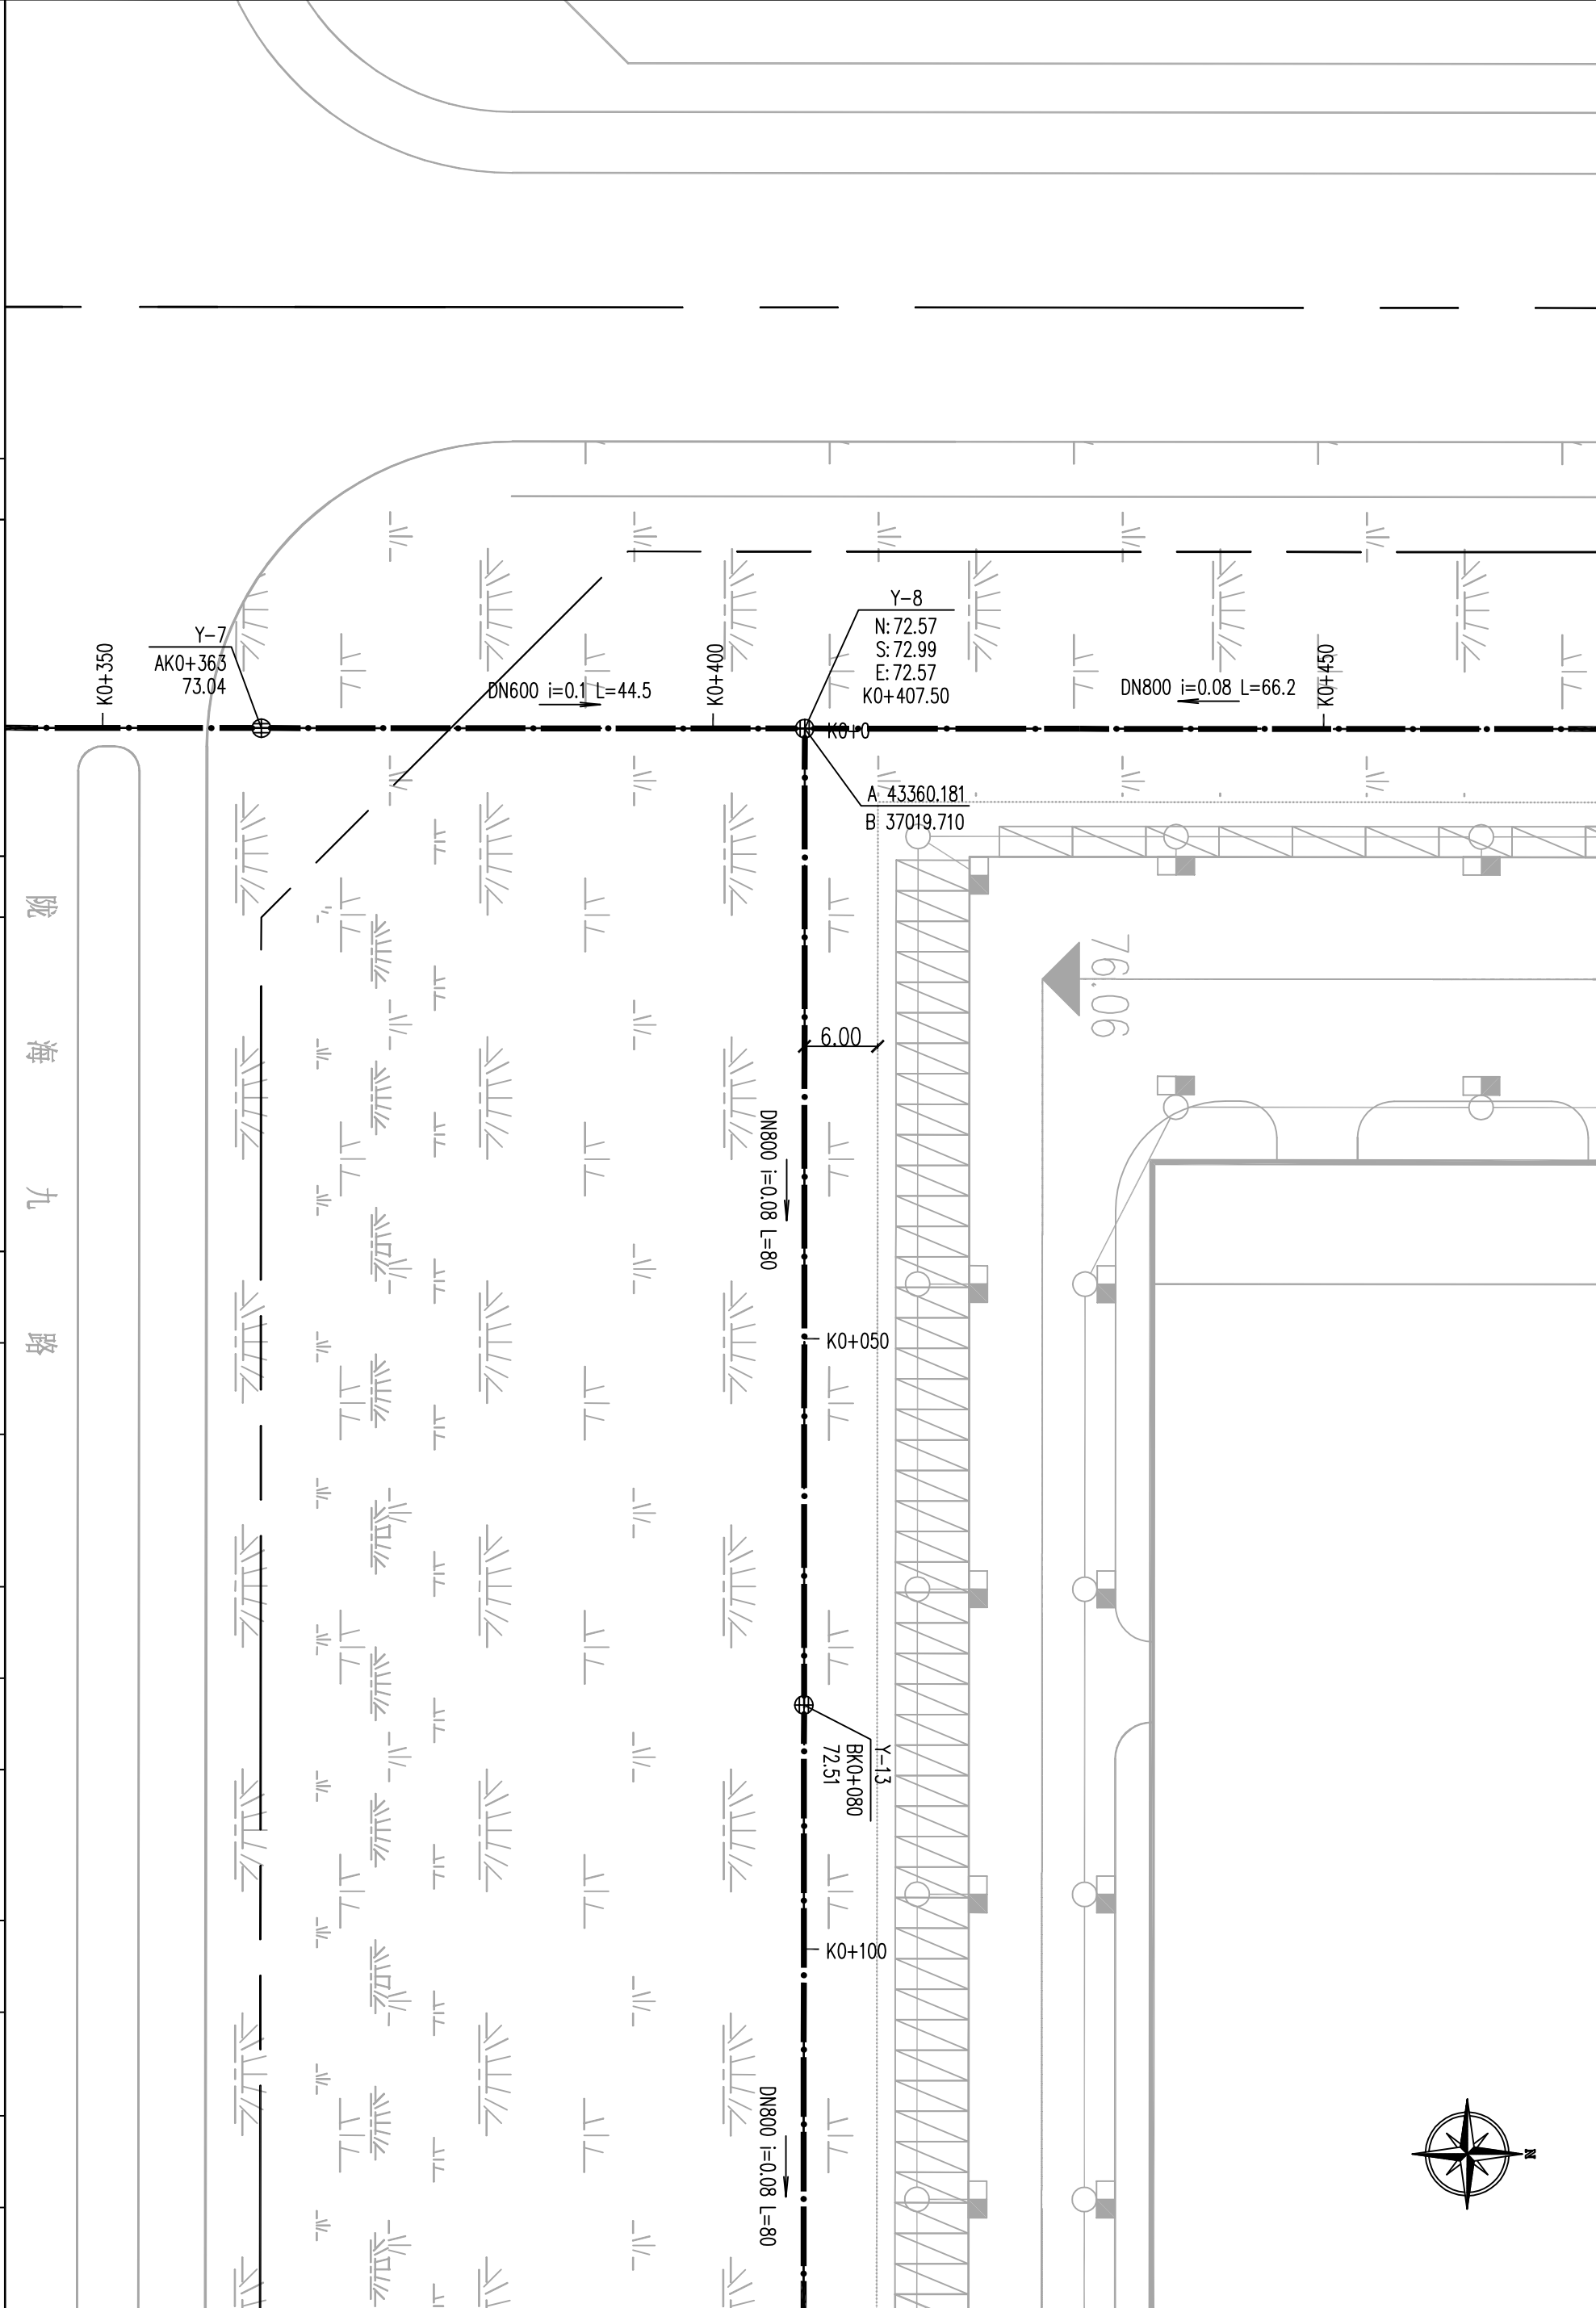 Y-8
N:72.57
S:72.99
E:72.57
K0+407.50
Y-7
AK0+363
73.04
K0+350
K0+400
K0+450
DN600 i=0.1 L=44.5
DN800 i=0.08 L=66.2
K0+0
A 43360.181
B 37019.710
陇海九路
76.06
6.00
DN800 i=0.08 L=80
K0+050
Y-13
BK0+080
72.51
K0+100
DN800 i=0.08 L=80
N